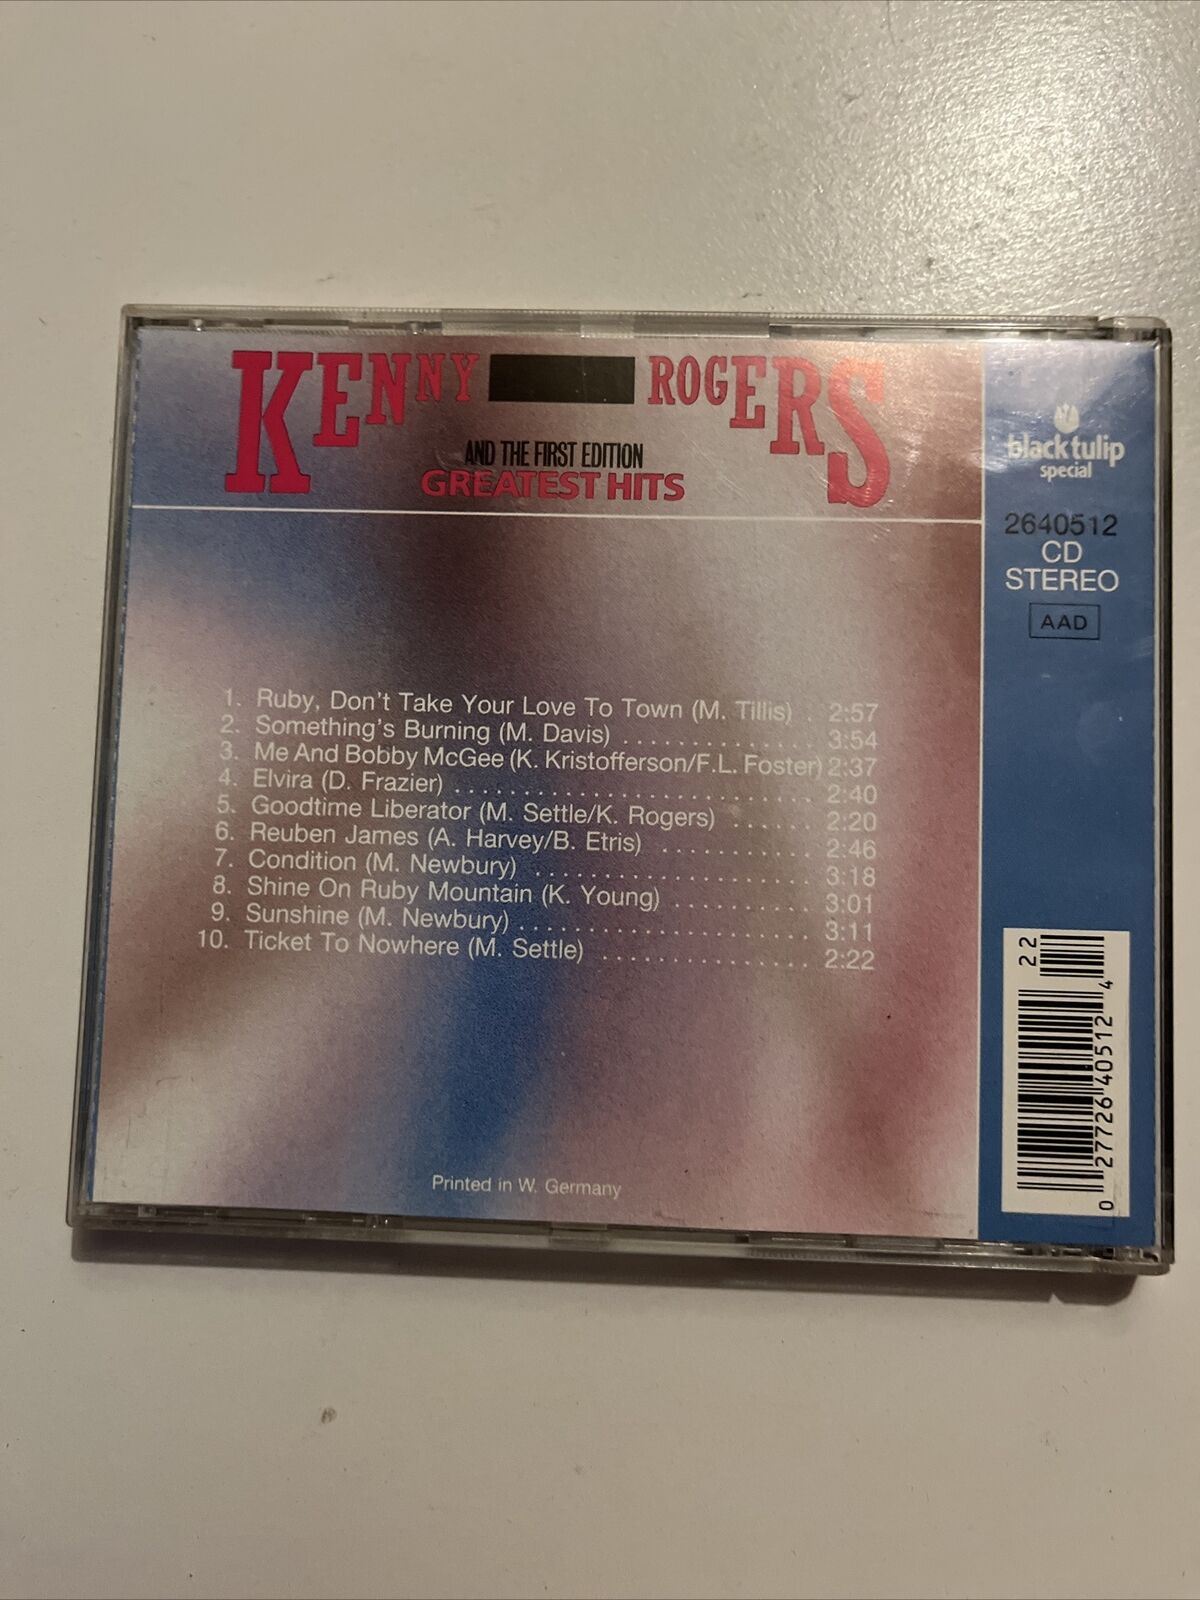 KENNY ROGERS
AND THE FIRST EDITION
GREATEST HITS
1. Ruby, Don't Take Your Love To Town (M. Tillis) . 2:57
2. Something's Burning (M. Davis) .................. 3:54
3. Me And Bobby McGee (K. Kristofferson/F.L. Foster) 2:37
4. Elvira (D. Frazier) ........................... 2:40
5. Goodtime Liberator (M. Settle/K. Rogers) ...... 2:20
6. Reuben James (A. Harvey/B. Etris) ............ 2:46
7. Condition (M. Newbury) ...................... 3:18
8. Shine On Ruby Mountain (K. Young) ........... 3:01
9. Sunshine (M. Newbury) ....................... 3:11
10. Ticket To Nowhere (M. Settle) ................ 2:22
Printed in W. Germany
black tulip
special
2640512
CD
STEREO
AAD
22
0 27726 40512 4